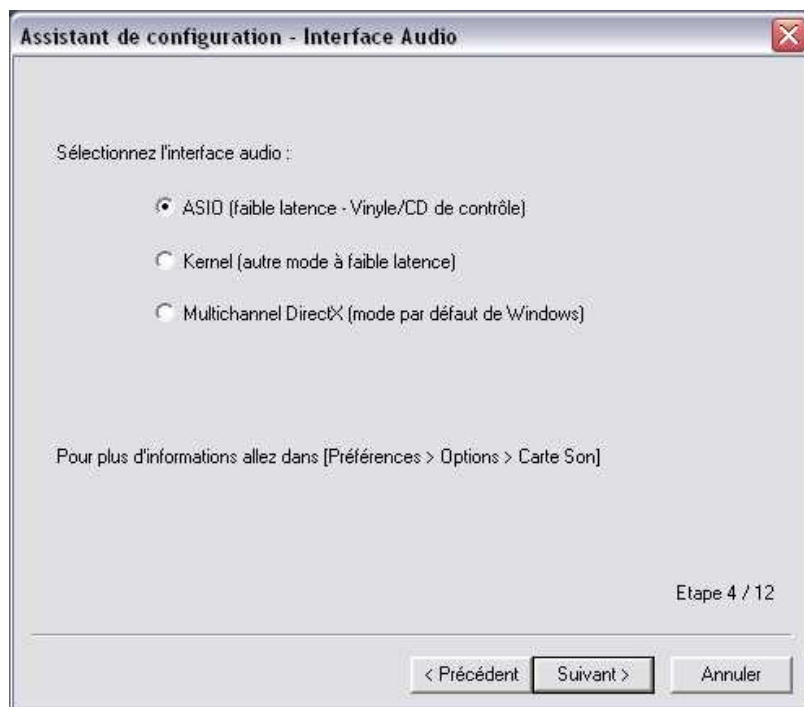 Assistant de configuration - Interface Audio
Sélectionnez l'interface audio :
ASIO (faible latence - Vinyle/CD de contrôle)
Kernel (autre mode à faible latence)
Multichannel DirectX (mode par défaut de Windows)
Pour plus d'informations allez dans [Préférences > Options > Carte Son]
Etape 4 / 12
< Précédent
Suivant >
Annuler